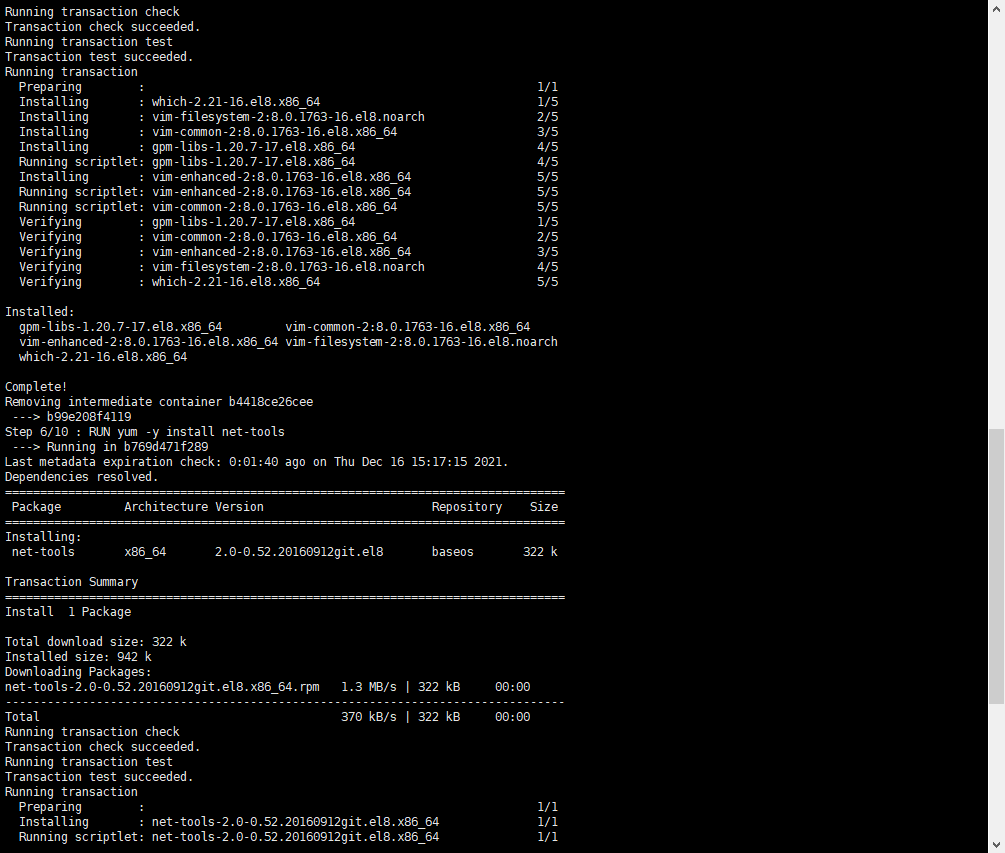 Running transaction check
Transaction check succeeded.
Running transaction test
Transaction test succeeded.
Running transaction
  Preparing        :                                                        1/1
  Installing       : which-2.21-16.el8.x86_64                               1/5
  Installing       : vim-filesystem-2:8.0.1763-16.el8.noarch                2/5
  Installing       : vim-common-2:8.0.1763-16.el8.x86_64                    3/5
  Installing       : gpm-libs-1.20.7-17.el8.x86_64                          4/5
  Running scriptlet: gpm-libs-1.20.7-17.el8.x86_64                          4/5
  Installing       : vim-enhanced-2:8.0.1763-16.el8.x86_64                  5/5
  Running scriptlet: vim-enhanced-2:8.0.1763-16.el8.x86_64                  5/5
  Running scriptlet: vim-common-2:8.0.1763-16.el8.x86_64                    5/5
  Verifying        : gpm-libs-1.20.7-17.el8.x86_64                          1/5
  Verifying        : vim-common-2:8.0.1763-16.el8.x86_64                    2/5
  Verifying        : vim-enhanced-2:8.0.1763-16.el8.x86_64                  3/5
  Verifying        : vim-filesystem-2:8.0.1763-16.el8.noarch                4/5
  Verifying        : which-2.21-16.el8.x86_64                               5/5

Installed:
  gpm-libs-1.20.7-17.el8.x86_64         vim-common-2:8.0.1763-16.el8.x86_64
  vim-enhanced-2:8.0.1763-16.el8.x86_64 vim-filesystem-2:8.0.1763-16.el8.noarch
  which-2.21-16.el8.x86_64

Complete!
Removing intermediate container b4418ce26cee
 ---> b99e208f4119
Step 6/10 : RUN yum -y install net-tools
 ---> Running in b769d471f289
Last metadata expiration check: 0:01:40 ago on Thu Dec 16 15:17:15 2021.
Dependencies resolved.
================================================================================
 Package         Architecture Version                        Repository    Size
================================================================================
Installing:
 net-tools       x86_64       2.0-0.52.20160912git.el8       baseos       322 k

Transaction Summary
================================================================================
Install  1 Package

Total download size: 322 k
Installed size: 942 k
Downloading Packages:
net-tools-2.0-0.52.20160912git.el8.x86_64.rpm   1.3 MB/s | 322 kB     00:00
--------------------------------------------------------------------------------
Total                                           370 kB/s | 322 kB     00:00
Running transaction check
Transaction check succeeded.
Running transaction test
Transaction test succeeded.
Running transaction
  Preparing        :                                                        1/1
  Installing       : net-tools-2.0-0.52.20160912git.el8.x86_64              1/1
  Running scriptlet: net-tools-2.0-0.52.20160912git.el8.x86_64              1/1